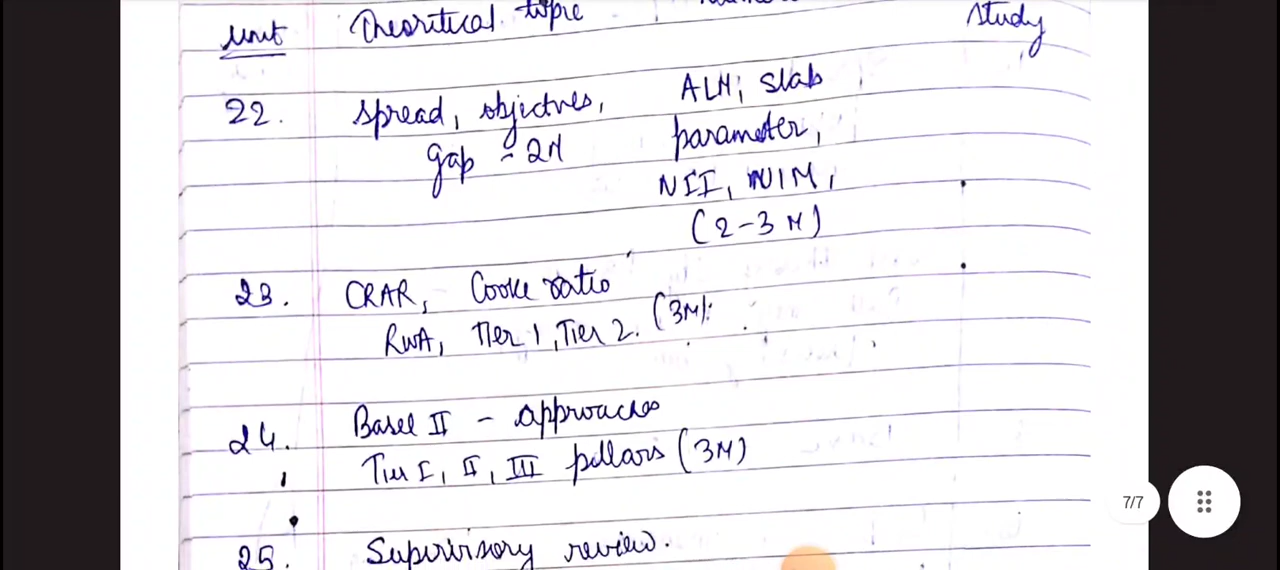 Unit Theoritical topic Study
22. Spread, objectives, ALM, slab
gap - 2M parameter,
NII, NIM,
(2-3 M)
23. CRAR, Cooke ratio
RWA, Tier 1, Tier 2. (3M)
24. Basel II - approaches
Tier I, II, III pillars (3M)
25. Supervisory review.
7/7